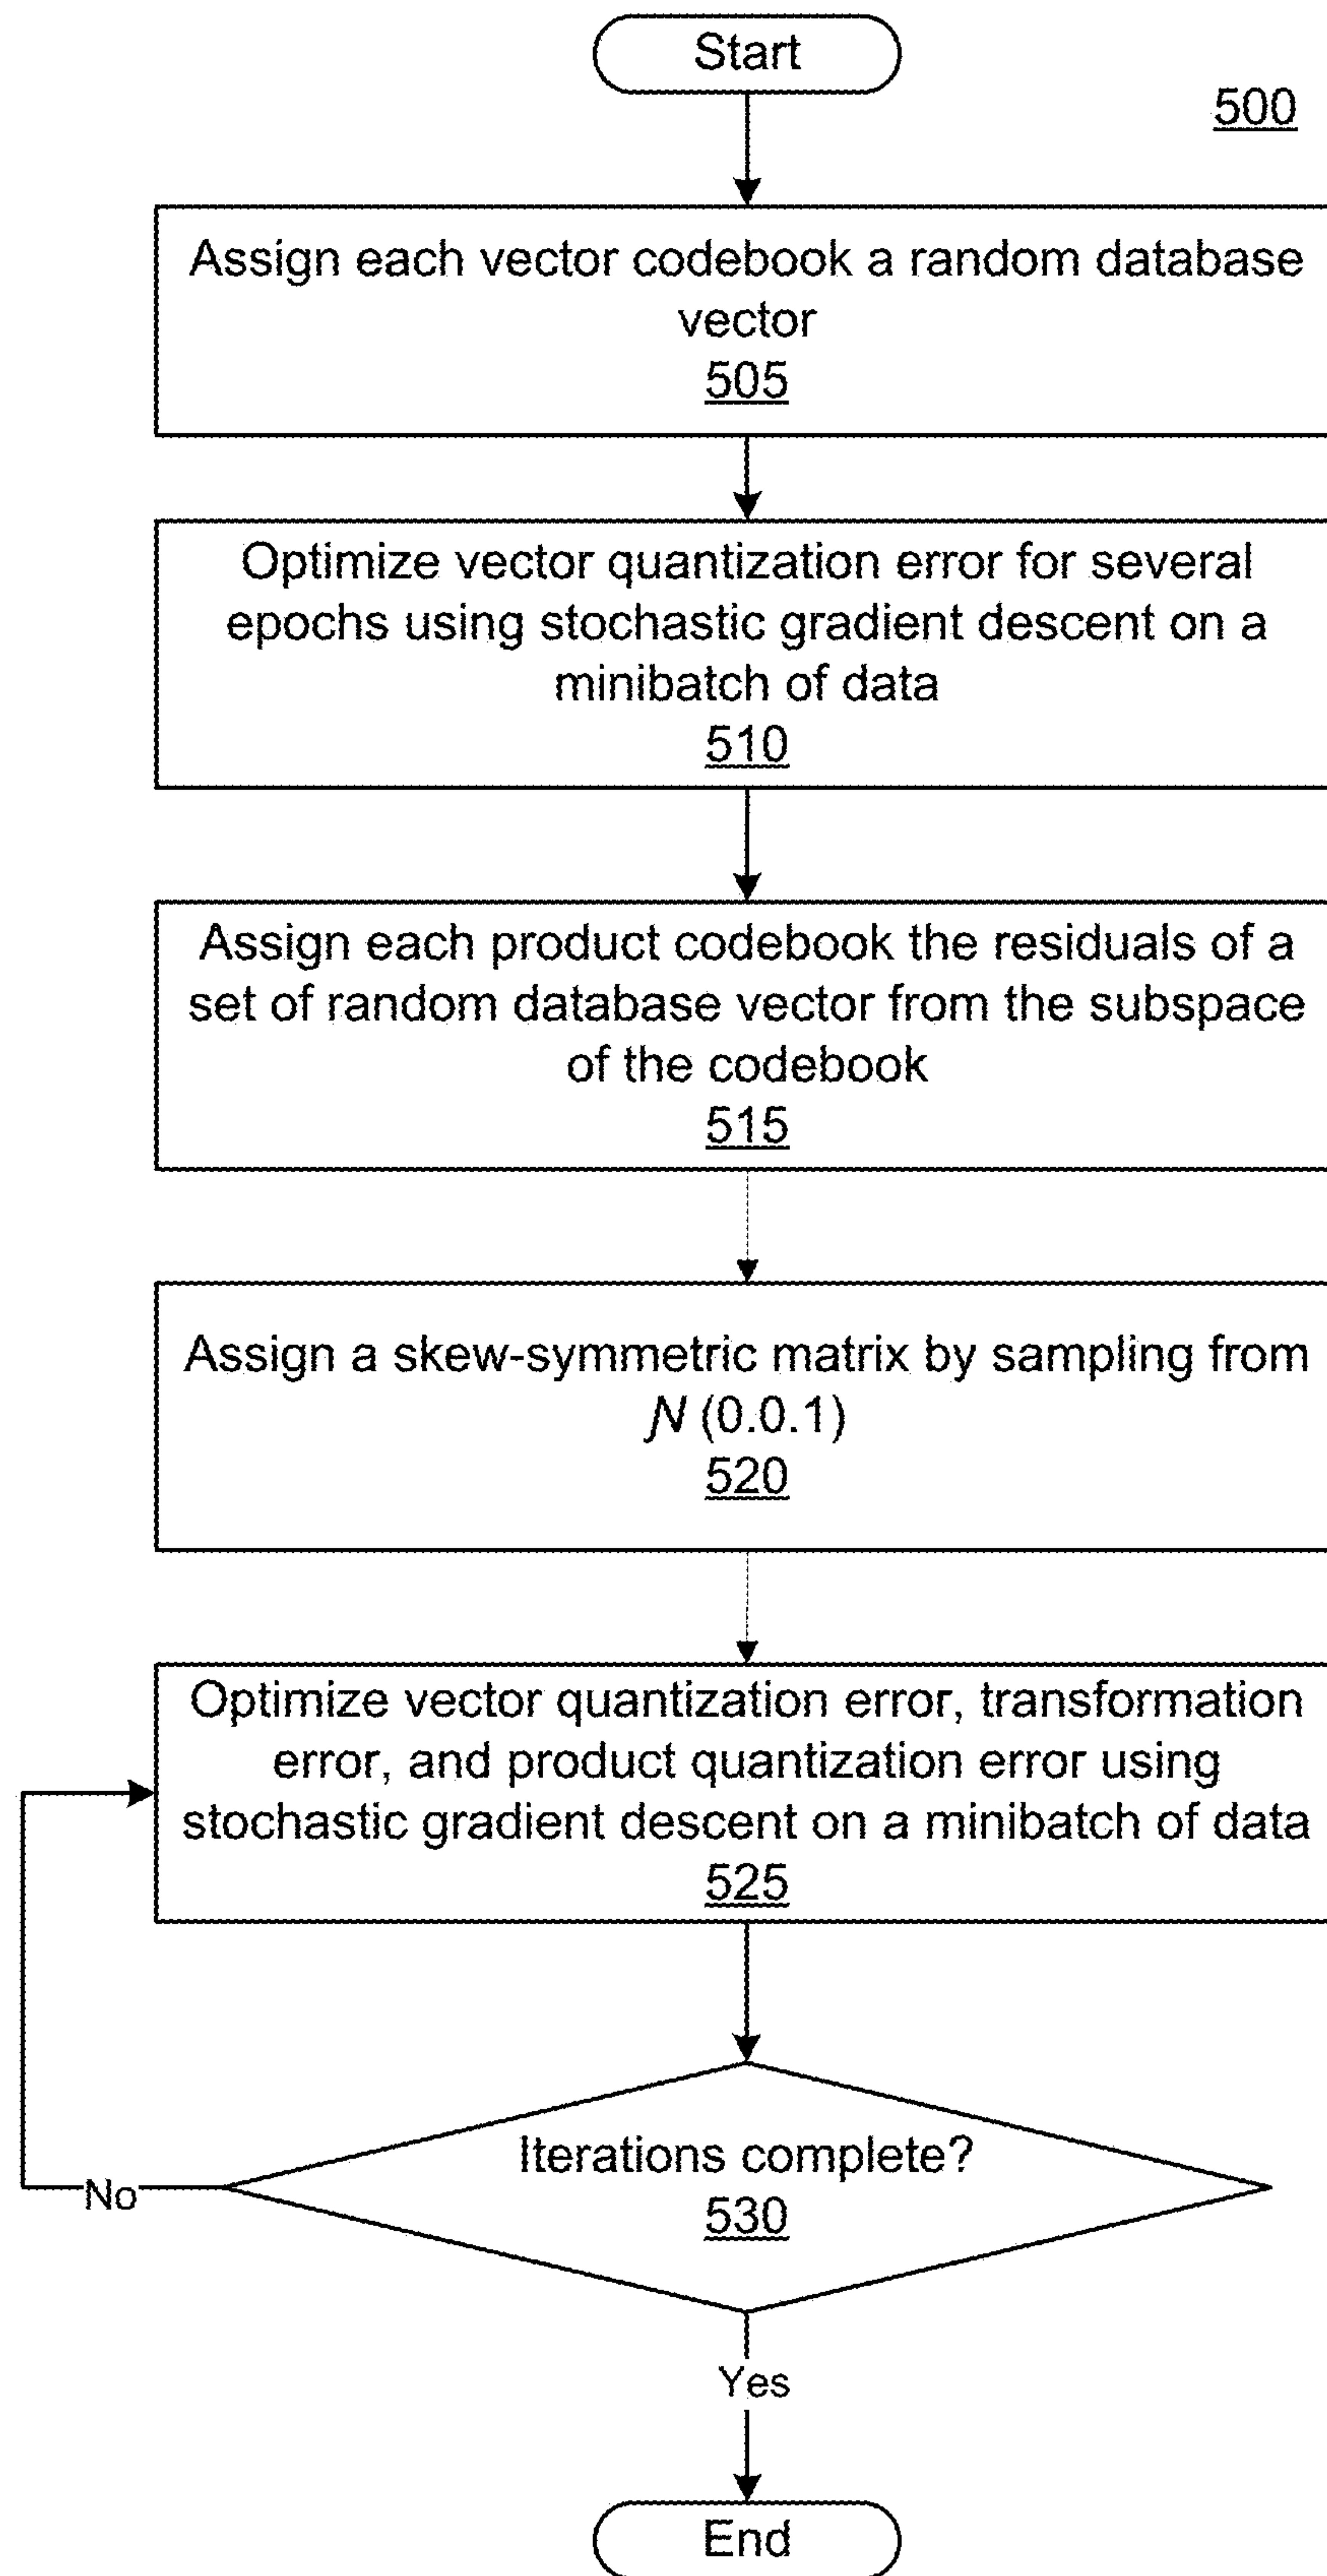 Start
500
Assign each vector codebook a random database
vector
505
Optimize vector quantization error for several
epochs using stochastic gradient descent on a
minibatch of data
510
Assign each product codebook the residuals of a
set of random database vector from the subspace
of the codebook
515
Assign a skew-symmetric matrix by sampling from
𝒩 (0.0.1)
520
Optimize vector quantization error, transformation
error, and product quantization error using
stochastic gradient descent on a minibatch of data
525
Iterations complete?
530
No
Yes
End